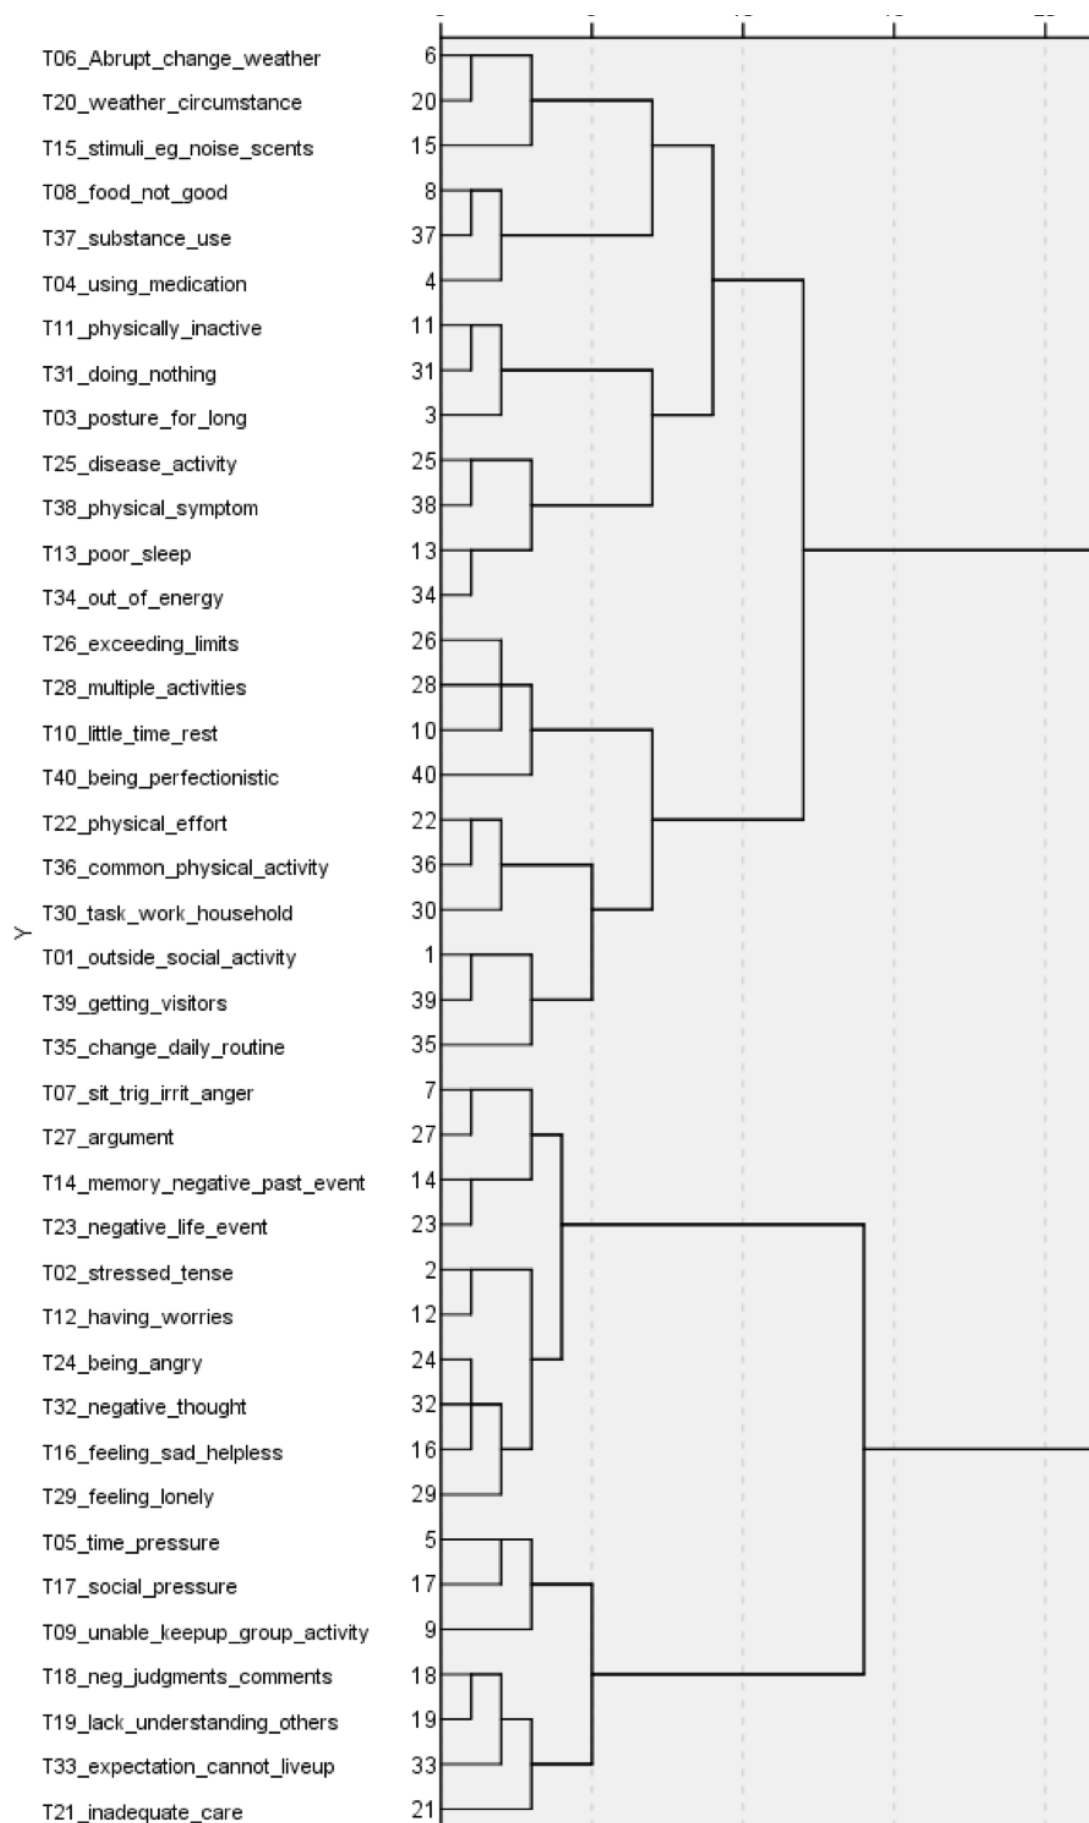 T06_Abrupt_change_weather 6
T20_weather_circumstance 20
T15_stimuli_eg_noise_scents 15
T08_food_not_good 8
T37_substance_use 37
T04_using_medication 4
T11_physically_inactive 11
T31_doing_nothing 31
T03_posture_for_long 3
T25_disease_activity 25
T38_physical_symptom 38
T13_poor_sleep 13
T34_out_of_energy 34
T26_exceeding_limits 26
T28_multiple_activities 28
T10_little_time_rest 10
T40_being_perfectionistic 40
T22_physical_effort 22
T36_common_physical_activity 36
T30_task_work_household 30
Y
T01_outside_social_activity 1
T39_getting_visitors 39
T35_change_daily_routine 35
T07_sit_trig_irrit_anger 7
T27_argument 27
T14_memory_negative_past_event 14
T23_negative_life_event 23
T02_stressed_tense 2
T12_having_worries 12
T24_being_angry 24
T32_negative_thought 32
T16_feeling_sad_helpless 16
T29_feeling_lonely 29
T05_time_pressure 5
T17_social_pressure 17
T09_unable_keepup_group_activity 9
T18_neg_judgments_comments 18
T19_lack_understanding_others 19
T33_expectation_cannot_liveup 33
T21_inadequate_care 21